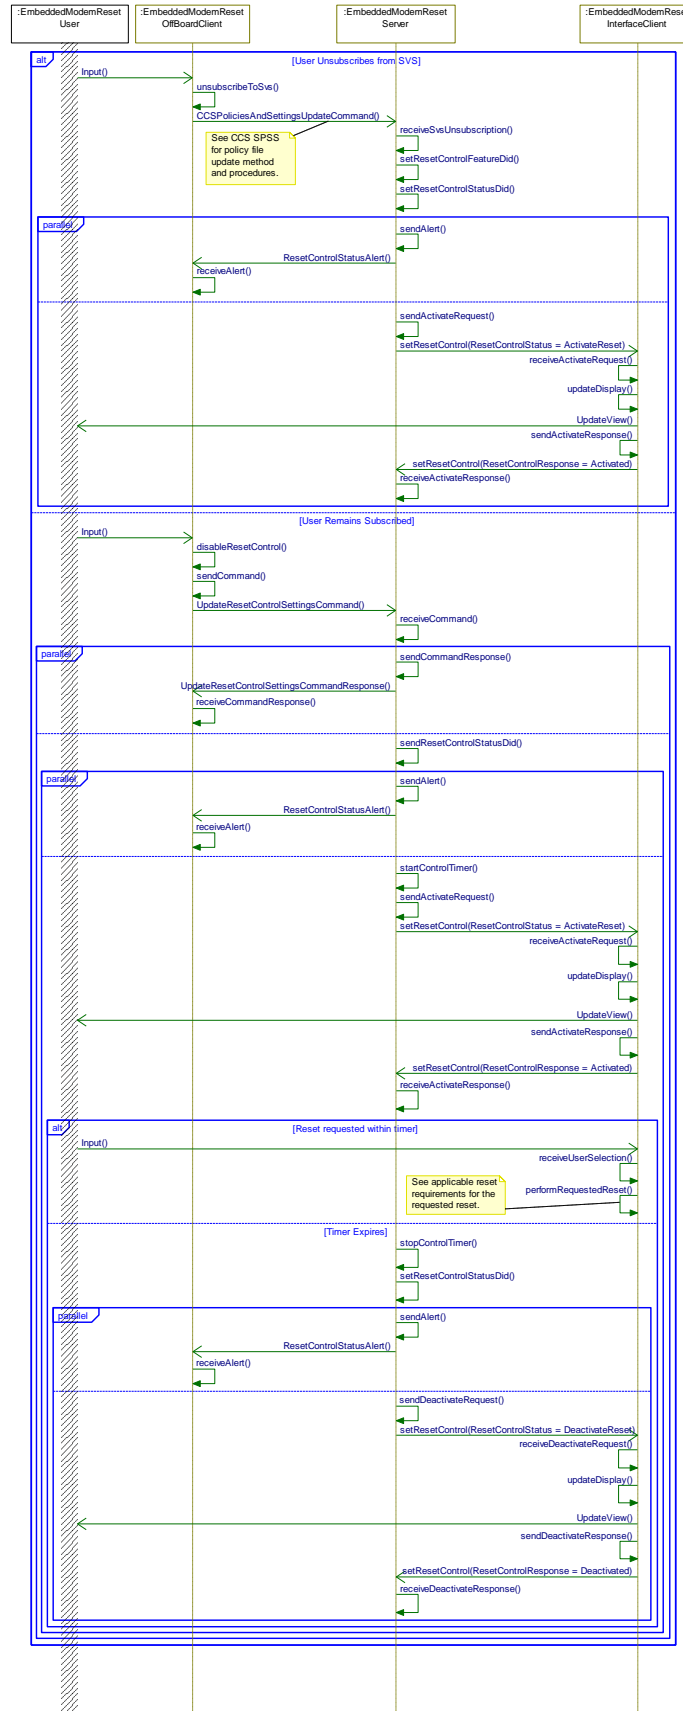 :EmbeddedModemReset
User
:EmbeddedModemReset
OffBoardClient
:EmbeddedModemReset
Server
:EmbeddedModemRese
InterfaceClient
alt
[User Unsubscribes from SVS]
Input()
unsubscribeToSvs()
CCSPoliciesAndSettingsUpdateCommand()
See CCS SPSS
for policy file
update method
and procedures.
receiveSvsUnsubscription()
setResetControlFeatureDid()
setResetControlStatusDid()
parallel
sendAlert()
ResetControlStatusAlert()
receiveAlert()
sendActivateRequest()
setResetControl(ResetControlStatus = ActivateReset)
receiveActivateRequest()
updateDisplay()
UpdateView()
sendActivateResponse()
setResetControl(ResetControlResponse = Activated)
receiveActivateResponse()
[User Remains Subscribed]
Input()
disableResetControl()
sendCommand()
UpdateResetControlSettingsCommand()
receiveCommand()
parallel
sendCommandResponse()
UpdateResetControlSettingsCommandResponse()
receiveCommandResponse()
sendResetControlStatusDid()
parallel
sendAlert()
ResetControlStatusAlert()
receiveAlert()
startControlTimer()
sendActivateRequest()
setResetControl(ResetControlStatus = ActivateReset)
receiveActivateRequest()
updateDisplay()
UpdateView()
sendActivateResponse()
setResetControl(ResetControlResponse = Activated)
receiveActivateResponse()
alt
[Reset requested within timer]
Input()
receiveUserSelection()
See applicable reset
requirements for the
requested reset.
performRequestedReset()
[Timer Expires]
stopControlTimer()
setResetControlStatusDid()
parallel
sendAlert()
ResetControlStatusAlert()
receiveAlert()
sendDeactivateRequest()
setResetControl(ResetControlStatus = DeactivateReset)
receiveDeactivateRequest()
updateDisplay()
UpdateView()
sendDeactivateResponse()
setResetControl(ResetControlResponse = Deactivated)
receiveDeactivateResponse()